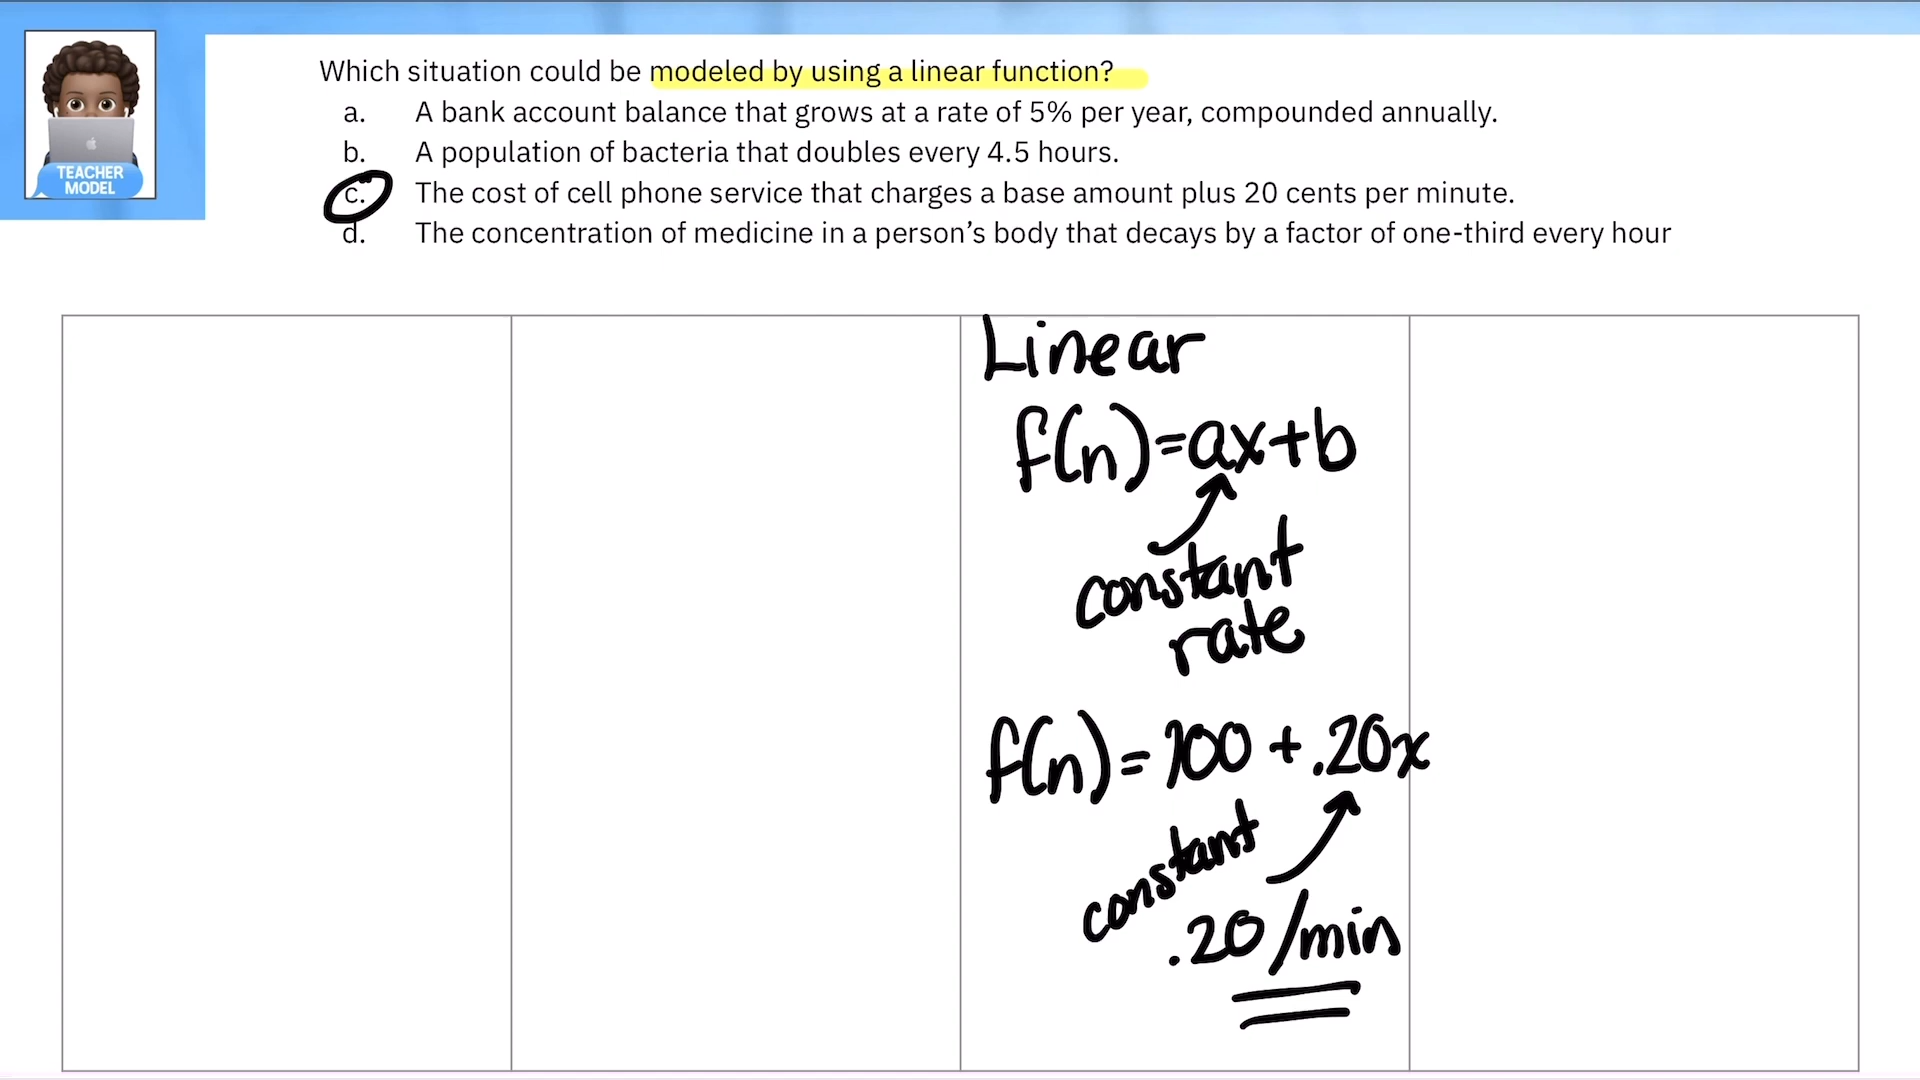 TEACHER
MODEL
Which situation could be modeled by using a linear function?
a. A bank account balance that grows at a rate of 5% per year, compounded annually.
b. A population of bacteria that doubles every 4.5 hours.
c. The cost of cell phone service that charges a base amount plus 20 cents per minute.
d. The concentration of medicine in a person's body that decays by a factor of one-third every hour
Linear
f(n)=ax+b
constant
rate
f(n)=100+.20x
constant
.20/min